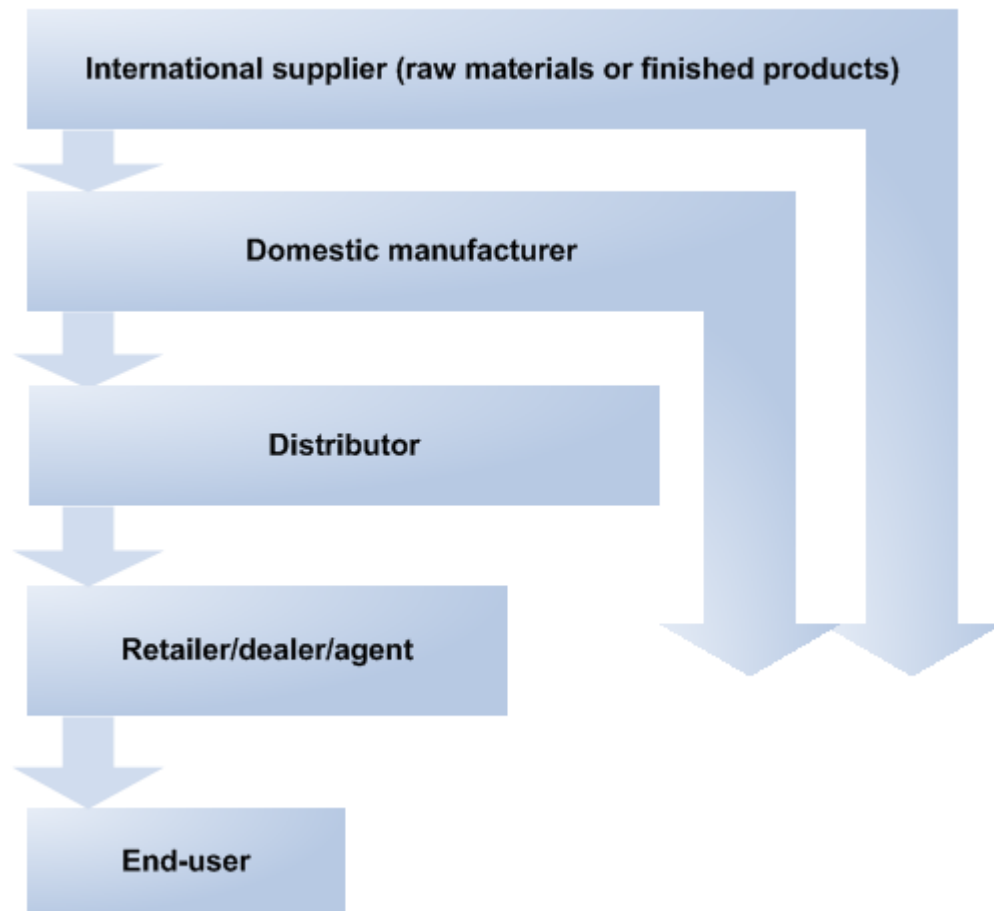 International supplier (raw materials or finished products)
Domestic manufacturer
Distributor
Retailer/dealer/agent
End-user